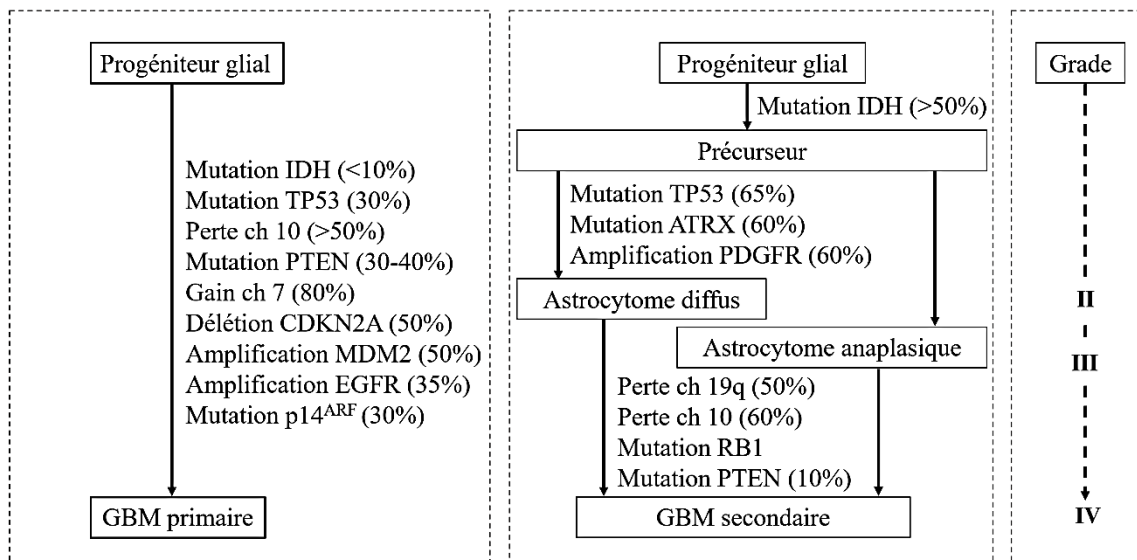 Progéniteur glial
Mutation IDH (<10%)
Mutation TP53 (30%)
Perte ch 10 (>50%)
Mutation PTEN (30-40%)
Gain ch 7 (80%)
Délétion CDKN2A (50%)
Amplification MDM2 (50%)
Amplification EGFR (35%)
Mutation p14ARF (30%)
GBM primaire
Progéniteur glial
Mutation IDH (>50%)
Précurseur
Mutation TP53 (65%)
Mutation ATRX (60%)
Amplification PDGFR (60%)
Astrocytome diffus
Astrocytome anaplasique
Perte ch 19q (50%)
Perte ch 10 (60%)
Mutation RB1
Mutation PTEN (10%)
GBM secondaire
Grade
II
III
IV